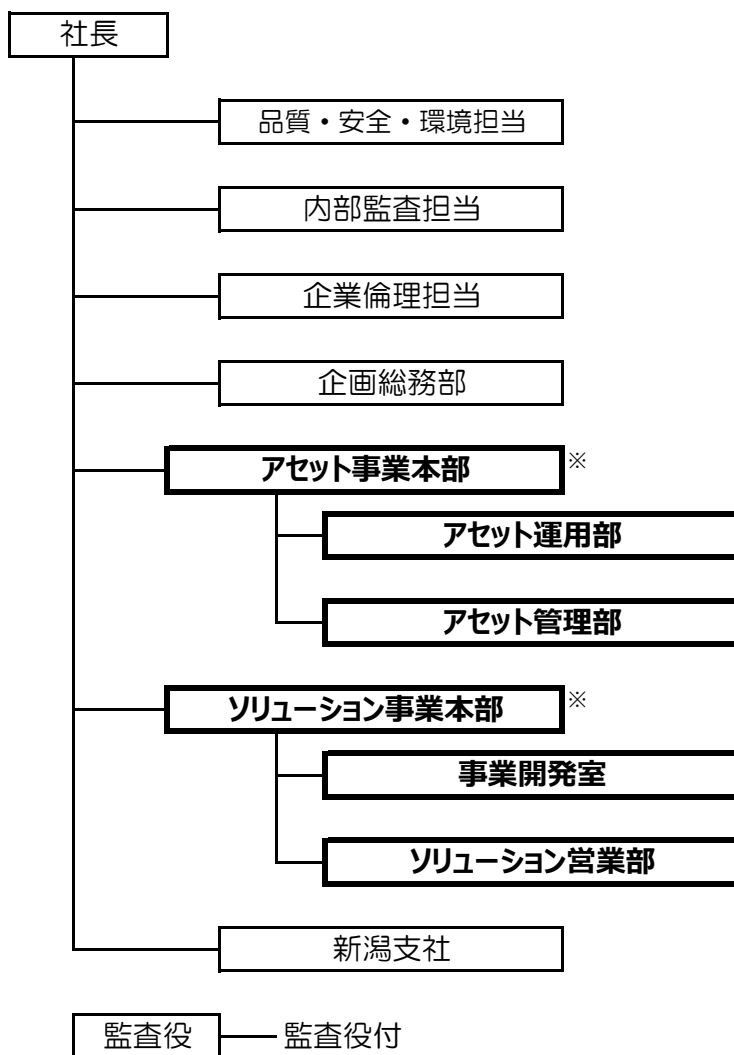 社長
品質・安全・環境担当
内部監査担当
企業倫理担当
企画総務部
アセット事業本部 ※
アセット運用部
アセット管理部
ソリューション事業本部 ※
事業開発室
ソリューション営業部
新潟支社
監査役 監査役付